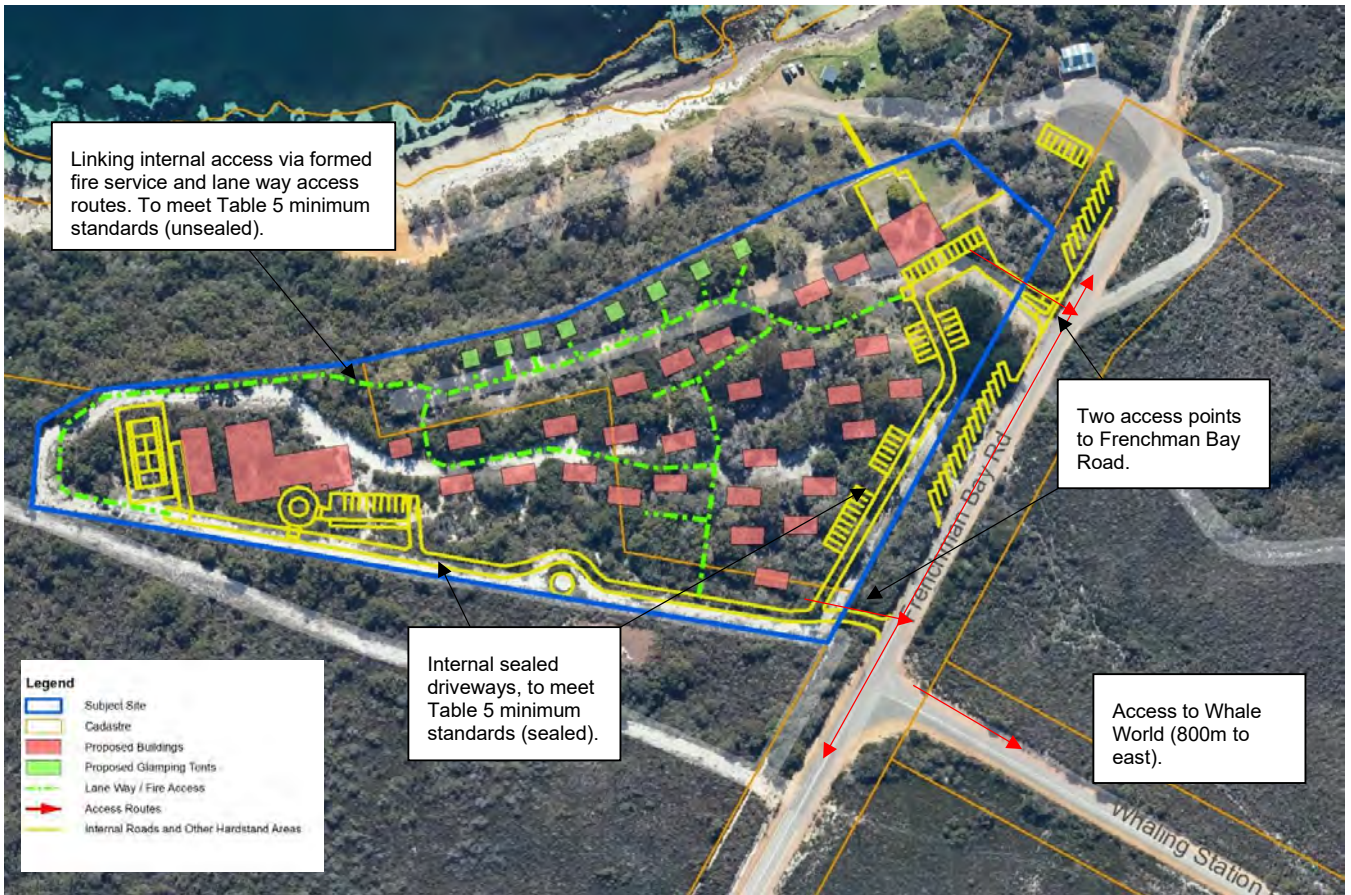 Linking internal access via formed
fire service and lane way access
routes. To meet Table 5 minimum
standards (unsealed).
Two access points
to Frenchman Bay
Road.
Frenchman Bay Rd
Internal sealed
driveways, to meet
Table 5 minimum
standards (sealed).
Access to Whale
World (800m to
east).
Whaling Station
Legend
Subject Site
Cadastre
Proposed Buildings
Proposed Glamping Tents
Lane Way / Fire Access
Access Routes
Internal Roads and Other Hardstand Areas